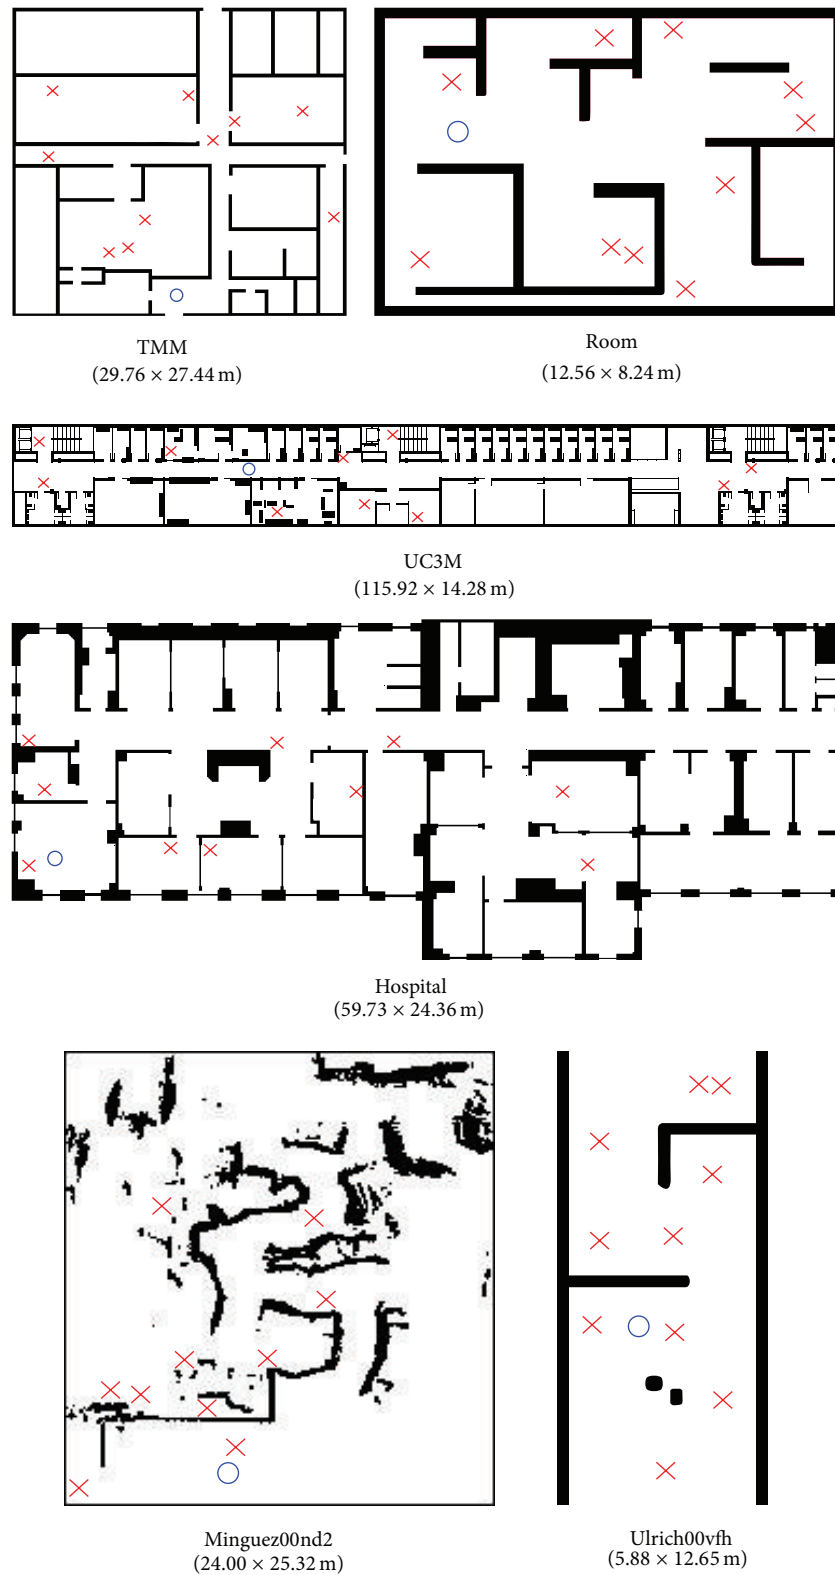 TMM
(29.76 × 27.44 m)
Room
(12.56 × 8.24 m)
UC3M
(115.92 × 14.28 m)
Hospital
(59.73 × 24.36 m)
Minguez00nd2
(24.00 × 25.32 m)
Ulrich00vfh
(5.88 × 12.65 m)